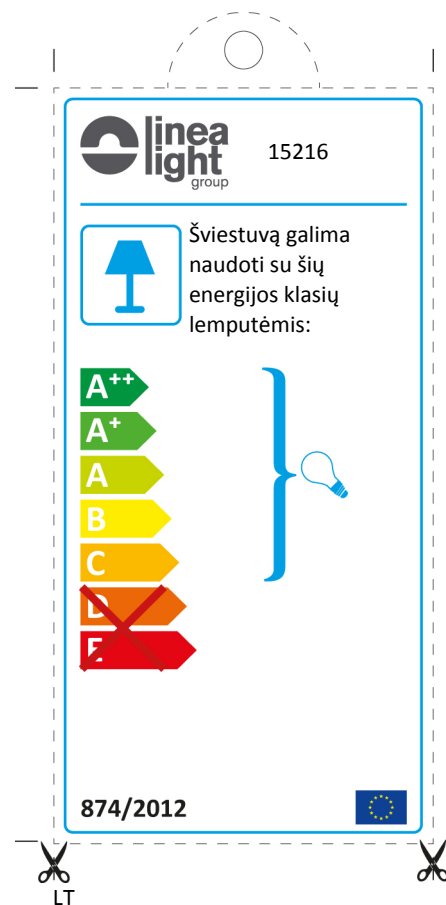 linea
light
group
15216
Šviestuvą galima
naudoti su šių
energijos klasių
lemputėmis:
A++
A+
A
B
C
D
E
874/2012
LT